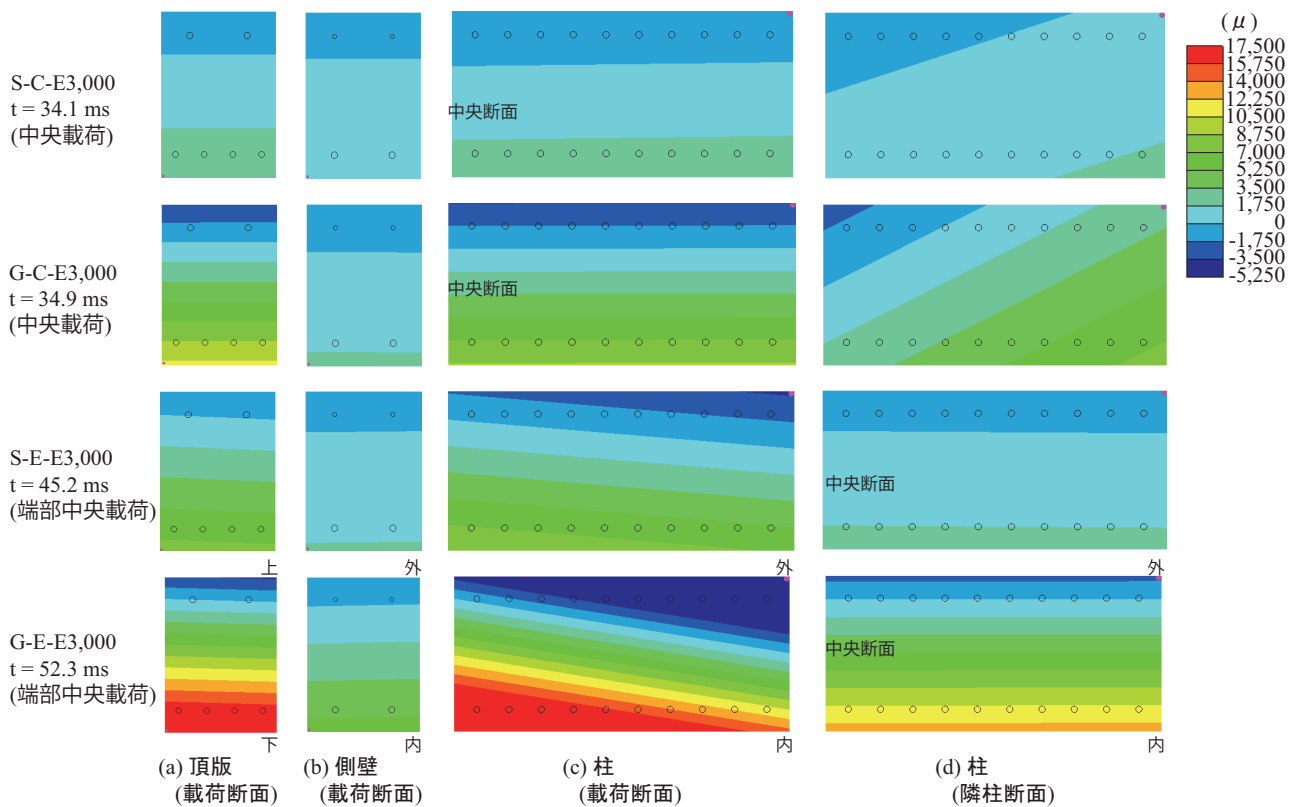 (μ)
17,500
15,750
14,000
12,250
10,500
8,750
7,000
5,250
3,500
1,750
0
-1,750
-3,500
-5,250
S-C-E3,000
t = 34.1 ms
(中央載荷)
中央断面
G-C-E3,000
t = 34.9 ms
(中央載荷)
中央断面
S-E-E3,000
t = 45.2 ms
(端部中央載荷)
中央断面
上
外
外
外
G-E-E3,000
t = 52.3 ms
(端部中央載荷)
中央断面
下
内
内
内
(a) 頂版
(載荷断面)
(b) 側壁
(載荷断面)
(c) 柱
(載荷断面)
(d) 柱
(隣柱断面)